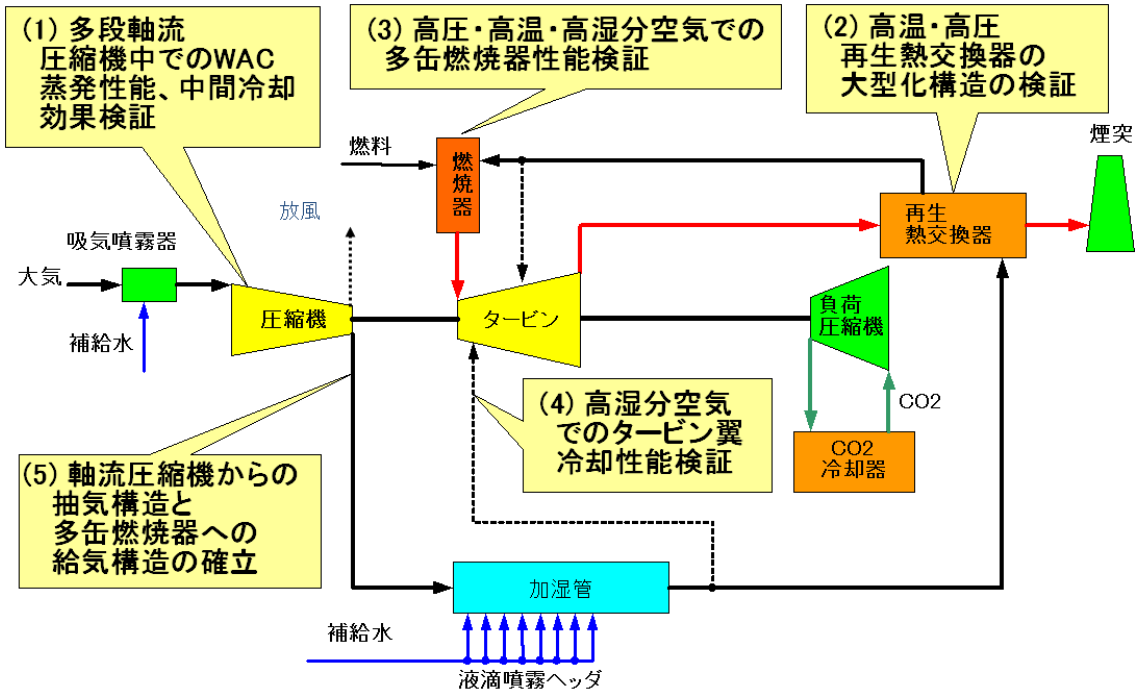 (1) 多段軸流
圧縮機中でのWAC
蒸発性能、中間冷却
効果検証
(3) 高圧・高温・高湿分空気での
多缶燃焼器性能検証
(2) 高温・高圧
再生熱交換器の
大型化構造の検証
燃料
燃焼器
煙突
放風
再生
熱交換器
吸気噴霧器
大気
圧縮機
タービン
負荷
圧縮機
補給水
CO2
(4) 高湿分空気
でのタービン翼
冷却性能検証
CO2
冷却器
(5) 軸流圧縮機からの
抽気構造と
多缶燃焼器への
給気構造の確立
加湿管
補給水
液滴噴霧ヘッダ